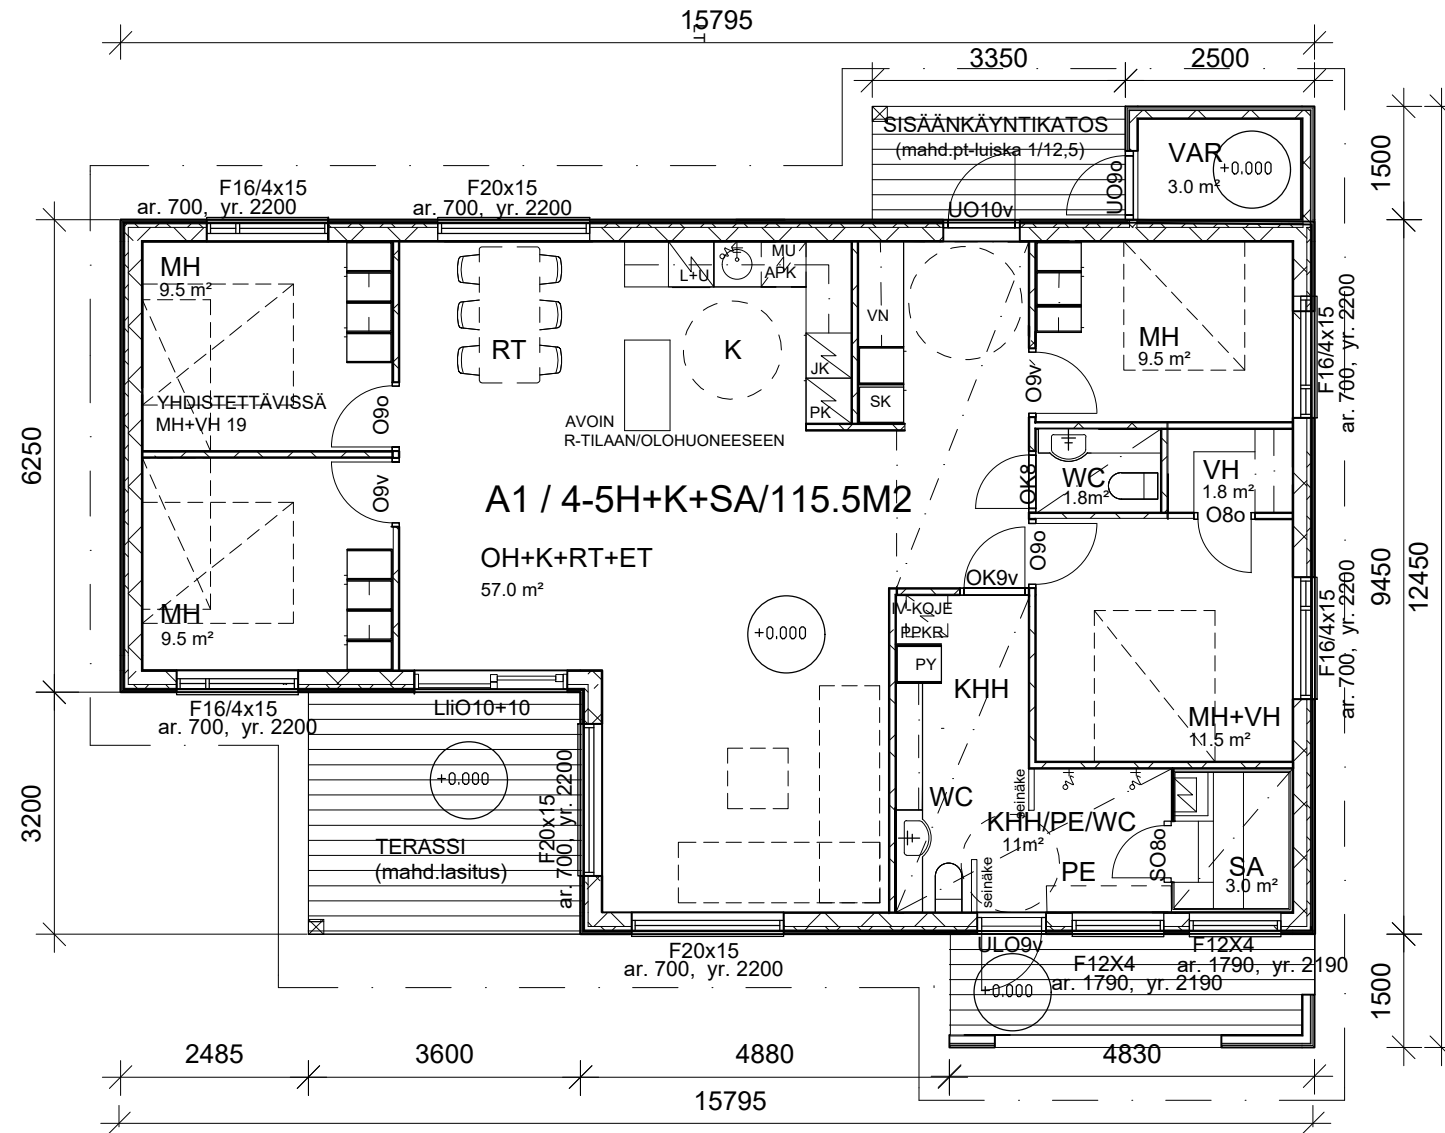 15795
3350
2500
SISÄÄNKÄYNTIKATOS
(mahd.pt-luiska 1/12,5)
VAR
3.0 m²
+0.000
1500
UO9o
F16/4x15
ar. 700, yr. 2200
F20x15
ar. 700, yr. 2200
UO10v
MH
9.5 m²
L+U
MU
APK
VN
RT
K
JK
PK
SK
MH
9.5 m²
O9v
F16/4x15
ar. 700, yr. 2200
YHDISTETTÄVISSÄ
MH+VH 19
O9o
AVOIN
R-TILAAN/OLOHUONEESEEN
6250
O9v
OK8
WC
1.8m²
VH
1.8 m²
O8o
A1 / 4-5H+K+SA/115.5M2
OH+K+RT+ET
57.0 m²
O9o
OK9v
9450
12450
MH
9.5 m²
IV-KOJE
PPKR
PY
+0.000
KHH
F16/4x15
ar. 700, yr. 2200
F16/4x15
ar. 700, yr. 2200
LliO10+10
MH+VH
11.5 m²
+0.000
3200
TERASSI
(mahd.lasitus)
F20x15
ar. 700, yr. 2200
WC
seinäke
KHH/PE/WC
11m²
seinäke
PE
SO8o
SA
3.0 m²
F20x15
ar. 700, yr. 2200
ULO9v
+0.000
F12X4
ar. 1790, yr. 2190
F12X4
ar. 1790, yr. 2190
1500
2485
3600
4880
4830
15795